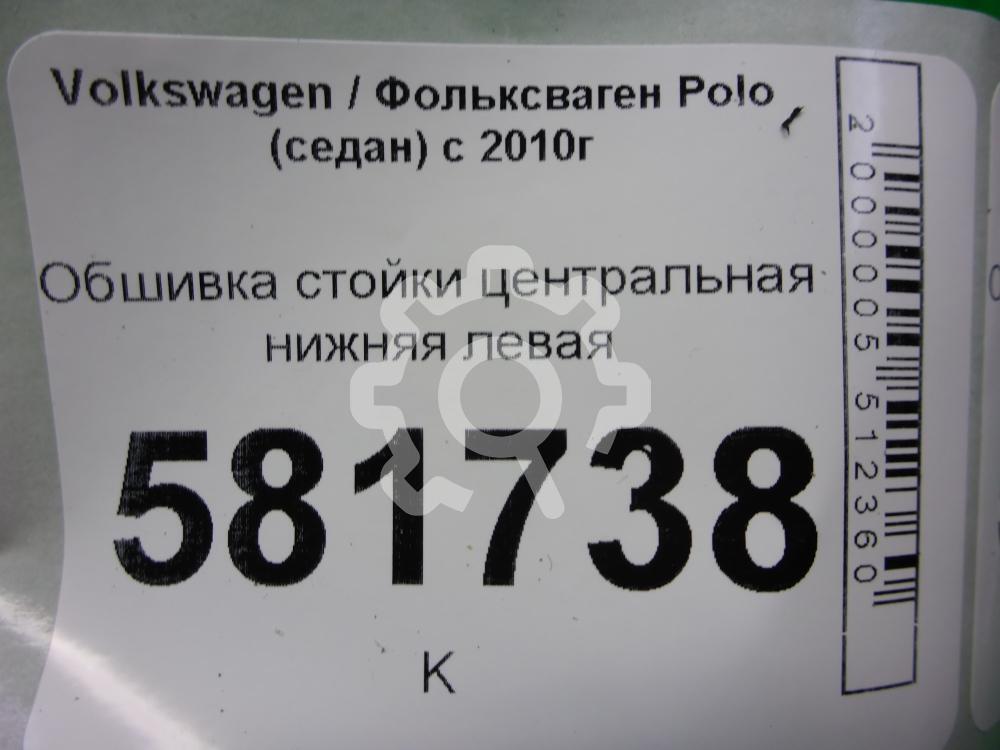 Volkswagen / Фольксваген Polo
(седан) с 2010г
Обшивка стойки центральная
нижняя левая
581738
К
2000005512360